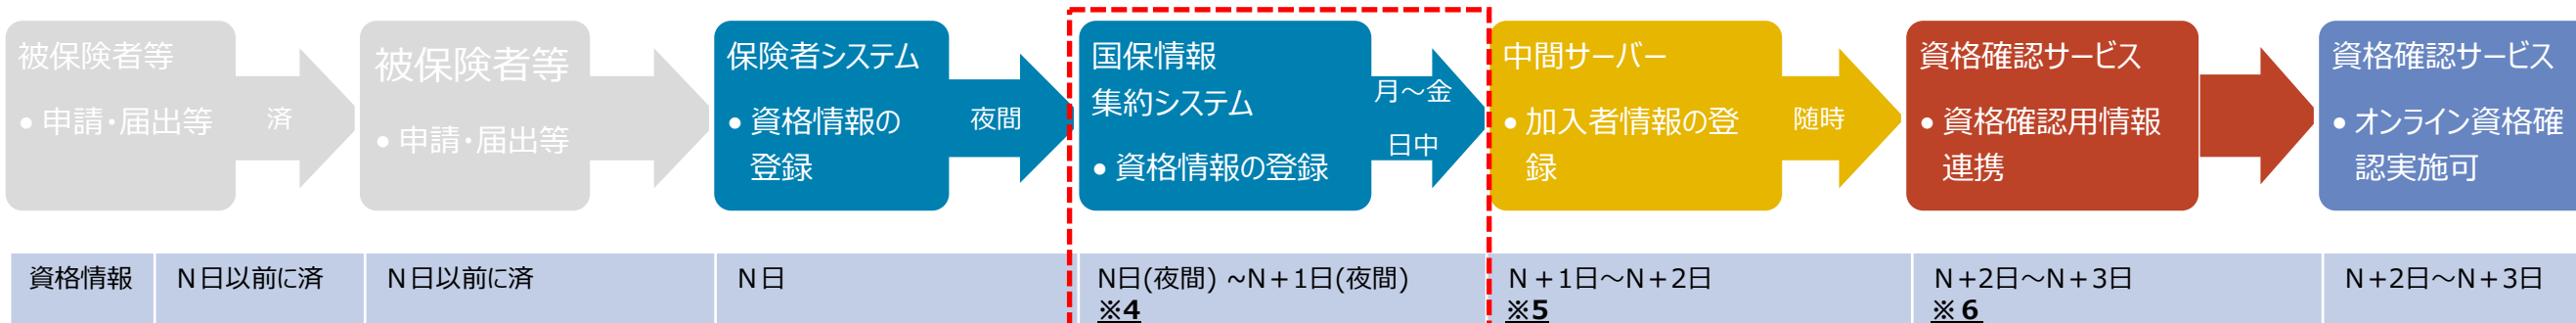 被保険者等
• 申請・届出等
済
被保険者等
• 申請・届出等
保険者システム
• 資格情報の
登録
夜間
国保情報
集約システム
• 資格情報の登録
月～金
日中
中間サーバー
• 加入者情報の登
録
随時
資格確認サービス
• 資格確認用情報
連携
資格確認サービス
• オンライン資格確
認実施可
資格情報
N日以前に済
N日以前に済
N日
N日(夜間) ~N+1日(夜間)
※4
N+1日～N+2日
※5
N+2日～N+3日
※6
N+2日～N+3日